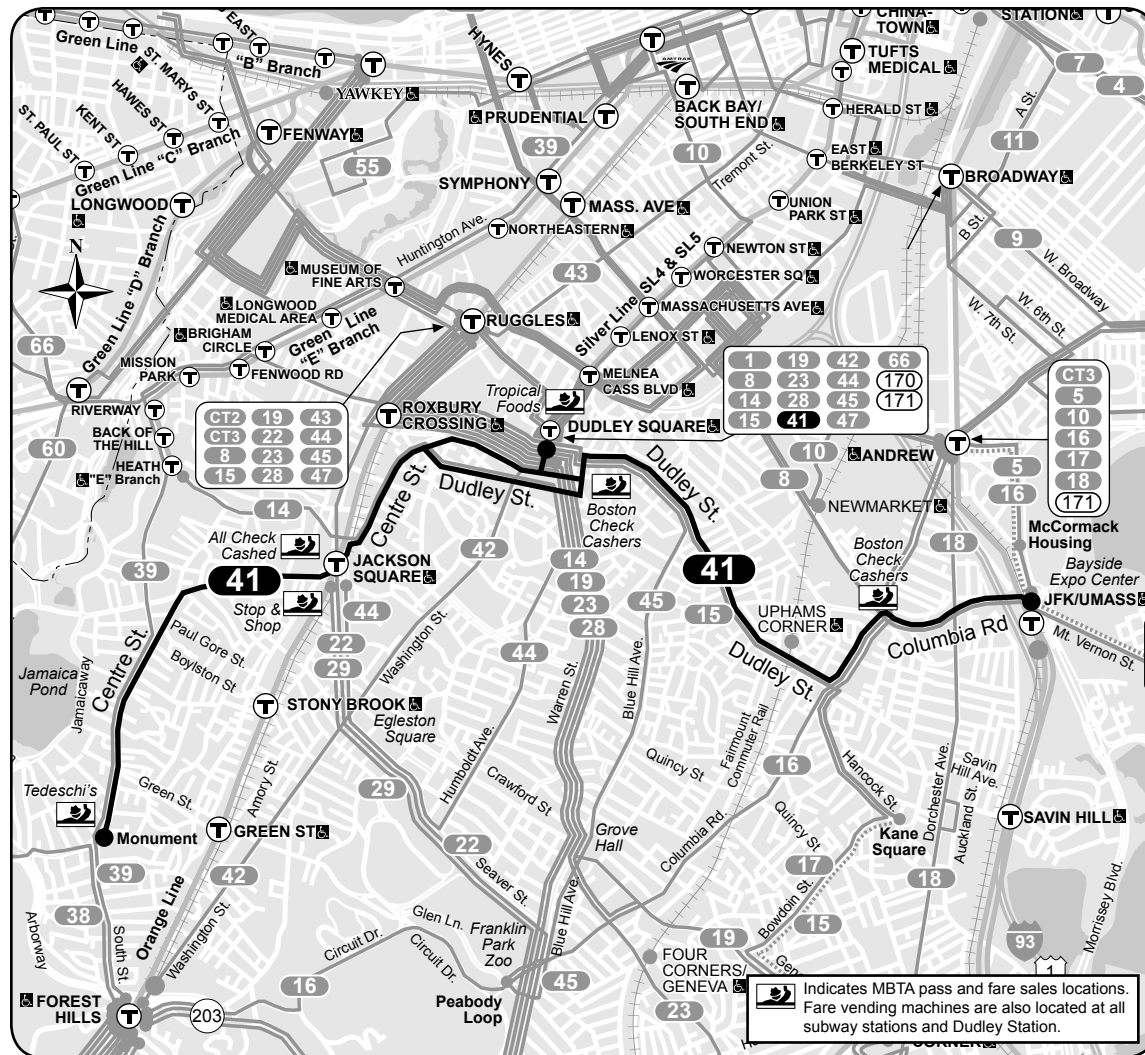 CHINA-
TOWN
STATION
EAST
Green Line
"B" Branch
ST. MARYS ST
HAWES ST
KENT ST
ST. PAUL ST
Green Line "C" Branch
YAWKEY
FENWAY
HYNES
AMTRAK
TUFTS
MEDICAL
7
4
A St.
PRUDENTIAL
BACK BAY/
SOUTH END
HERALD ST
11
55
39
10
Tremont St.
EAST
BERKELEY ST
LONGWOOD
SYMPHONY
BROADWAY
MASS. AVE
UNION
PARK ST
B St.
N
Huntington Ave.
NORTHEASTERN
NEWTON ST
9
W. Broadway
Green Line "D" Branch
MUSEUM OF
FINE ARTS
43
Silver Line SL4 & SL5
WORCESTER SQ
W. 6th St.
W. 7th St.
LONGWOOD
MEDICAL AREA
RUGGLES
MASSACHUSETTS AVE
LENOX ST
BRIGHAM
CIRCLE
Green Line
"E" Branch
66
MISSION
PARK
FENWOOD RD
MELNEA
CASS BLVD
Tropical
Foods
1 19 42 66
8 23 44 170
14 28 45 171
15 41 47
CT3
5
10
16
17
18
171
RIVERWAY
CT2 19 43
CT3 22 44
8 23 45
15 28 47
ROXBURY
CROSSING
DUDLEY SQUARE
BACK OF
THE HILL
60
HEATH
"E" Branch
ANDREW
10
8
5
16
NEWMARKET
Centre St.
Dudley St.
Dudley St.
14
Boston
Check
Cashers
McCormack
Housing
18
All Check
Cashed
JACKSON
SQUARE
42
14
Boston
Check
Cashers
Bayside
Expo Center
JFK/UMASS
39
41
Stop &
Shop
44
19
45
41
15
UPHAMS
CORNER
Columbia Rd
Mt. Vernon St.
Centre St.
Paul Gore St.
Boylston St
22
23
28
29
Washington St.
44
Warren St.
Blue Hill Ave.
Dudley St.
Jamaica
Pond
Jamaicaway
STONY BROOK
Egleston
Square
Fairmount
Commuter Rail
Humboldt Ave.
Quincy St
16
Hancock St.
Dorchester Ave.
Savin
Hill Ave.
Auckland St.
Tedeschi's
Green St.
Amory St.
29
Crawford St
Monument
GREEN ST
Grove
Hall
Columbia Rd.
Quincy St
Kane
Square
SAVIN HILL
39
42
22
Seaver St.
17
18
Bowdoin St.
38
Orange Line
Washington St.
Glen Ln.
Franklin
Park
Zoo
Blue Hill Ave.
15
Morrissey Blvd.
Arborway
South St.
Circuit Dr.
Circuit Dr.
19
93
1
16
45
FOUR
CORNERS/
GENEVA
FOREST
HILLS
203
Peabody
Loop
23
Indicates MBTA pass and fare sales locations.
Fare vending machines are also located at all
subway stations and Dudley Station.